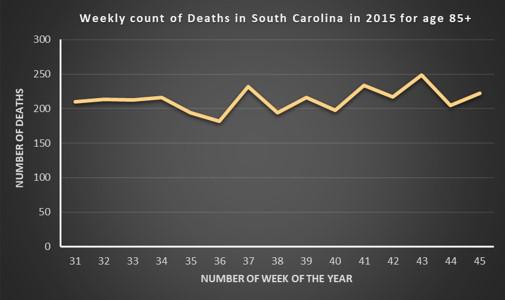 Weekly count of Deaths in South Carolina in 2015 for age 85+
300
250
200
150
100
50
0
NUMBER OF DEATHS
31 32 33 34 35 36 37 38 39 40 41 42 43 44 45
NUMBER OF WEEK OF THE YEAR